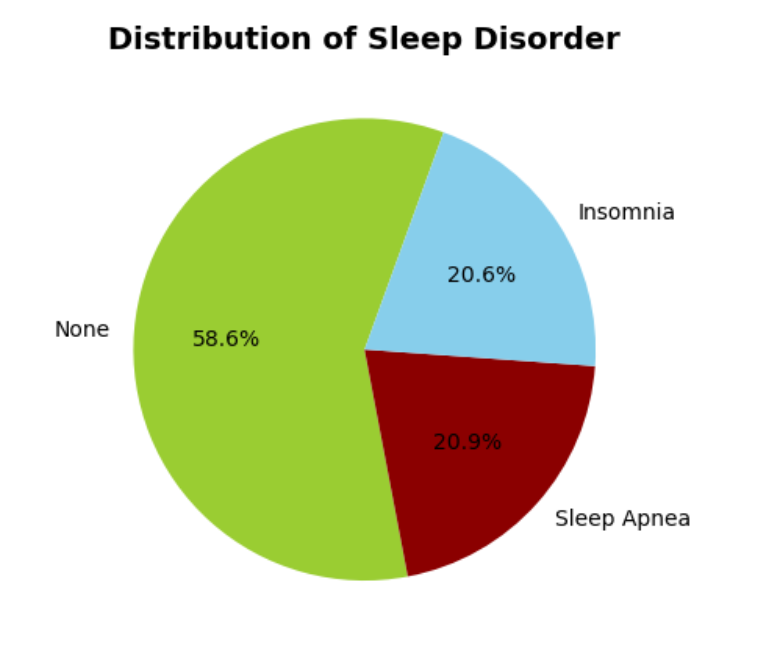 Distribution of Sleep Disorder
Insomnia
20.6%
None
58.6%
20.9%
Sleep Apnea